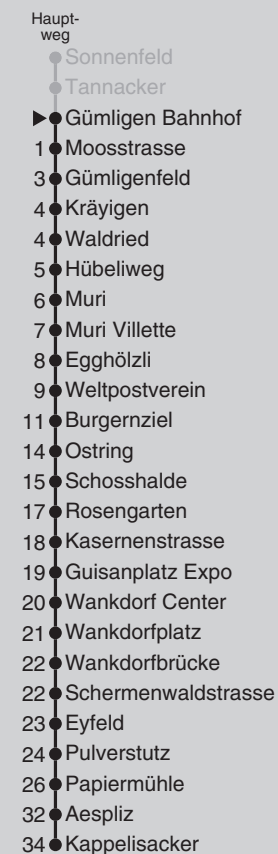 Haupt-
weg
Sonnenfeld
Tannacker
Gümligen Bahnhof
1 Moosstrasse
3 Gümligenfeld
4 Kräyigen
4 Waldried
5 Hübeliweg
6 Muri
7 Muri Villette
8 Egghölzli
9 Weltpostverein
11 Burgernziel
14 Ostring
15 Schosshalde
17 Rosengarten
18 Kasernenstrasse
19 Guisanplatz Expo
20 Wankdorf Center
21 Wankdorfplatz
22 Wankdorfbrücke
22 Schermenwaldstrasse
23 Eyfeld
24 Pulverstutz
26 Papiermühle
32 Aespliz
34 Kappelisacker